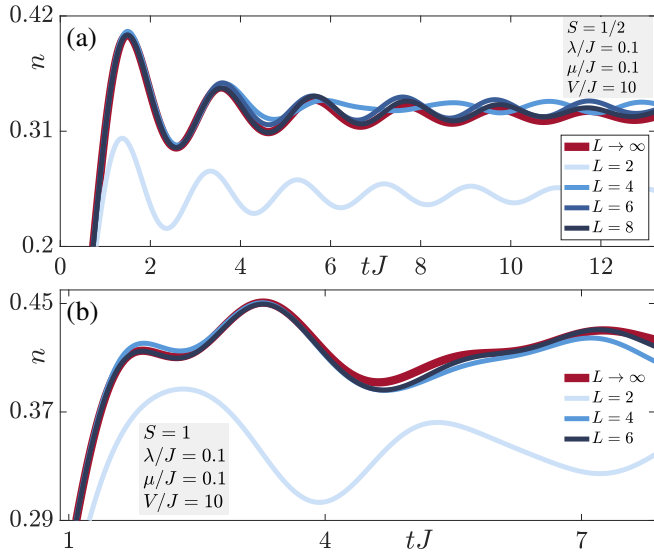 (a)
n
0.42
0.31
0.2
S = 1/2
λ/J = 0.1
μ/J = 0.1
V/J = 10
L → ∞
L = 2
L = 4
L = 6
L = 8
0 2 4 6 tJ 8 10 12
(b)
n
0.45
0.37
0.29
S = 1
λ/J = 0.1
μ/J = 0.1
V/J = 10
L → ∞
L = 2
L = 4
L = 6
1 4 tJ 7